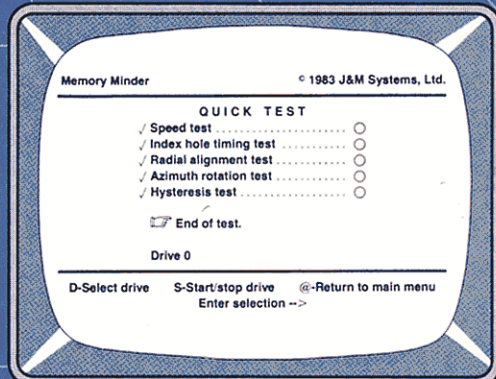 Memory Minder © 1983 J&M Systems, Ltd.
QUICK TEST
✓ Speed test ........................ ○
✓ Index hole timing test ............ ○
✓ Radial alignment test ............. ○
✓ Azimuth rotation test ............. ○
✓ Hysteresis test ................... ○
☞ End of test.
Drive 0
D-Select drive S-Start/stop drive @-Return to main menu
Enter selection -->